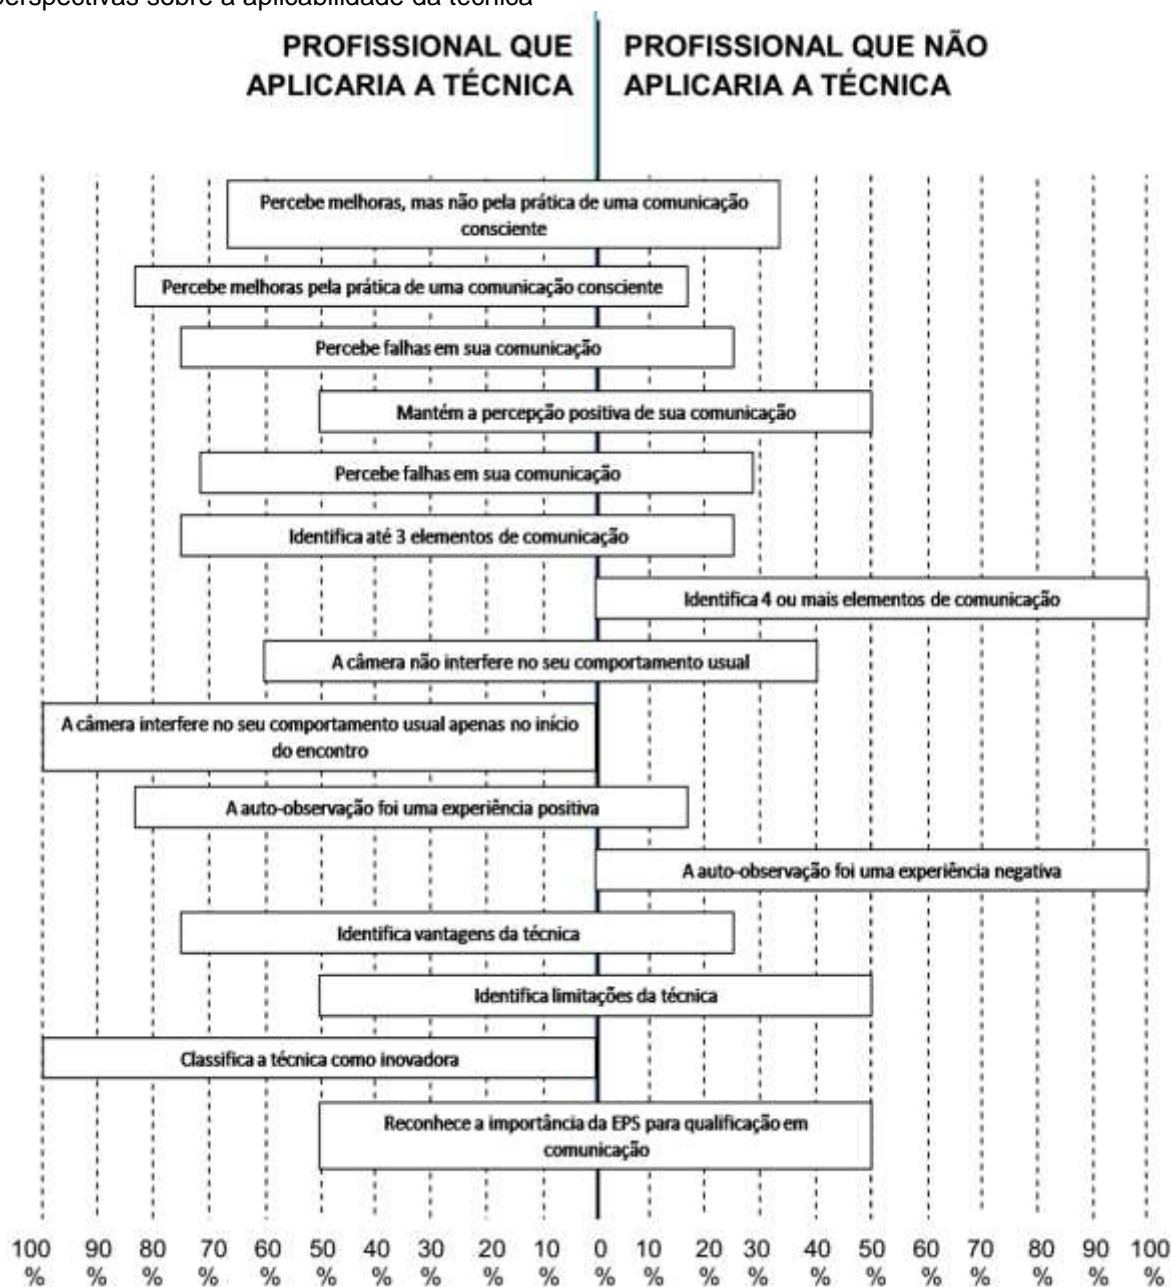 perspectivas sobre a aplicabilidade da técnica
PROFISSIONAL QUE
APLICARIA A TÉCNICA
PROFISSIONAL QUE NÃO
APLICARIA A TÉCNICA
Percebe melhoras, mas não pela prática de uma comunicação
consciente
Percebe melhoras pela prática de uma comunicação consciente
Percebe falhas em sua comunicação
Mantém a percepção positiva de sua comunicação
Percebe falhas em sua comunicação
Identifica até 3 elementos de comunicação
Identifica 4 ou mais elementos de comunicação
A câmera não interfere no seu comportamento usual
A câmera interfere no seu comportamento usual apenas no início
do encontro
A auto-observação foi uma experiência positiva
A auto-observação foi uma experiência negativa
Identifica vantagens da técnica
Identifica limitações da técnica
Classifica a técnica como inovadora
Reconhece a importância da EPS para qualificação em
comunicação
100 90 80 70 60 50 40 30 20 10 0 10 20 30 40 50 60 70 80 90 100
% % % % % % % % % % % % % % % % % % % % %